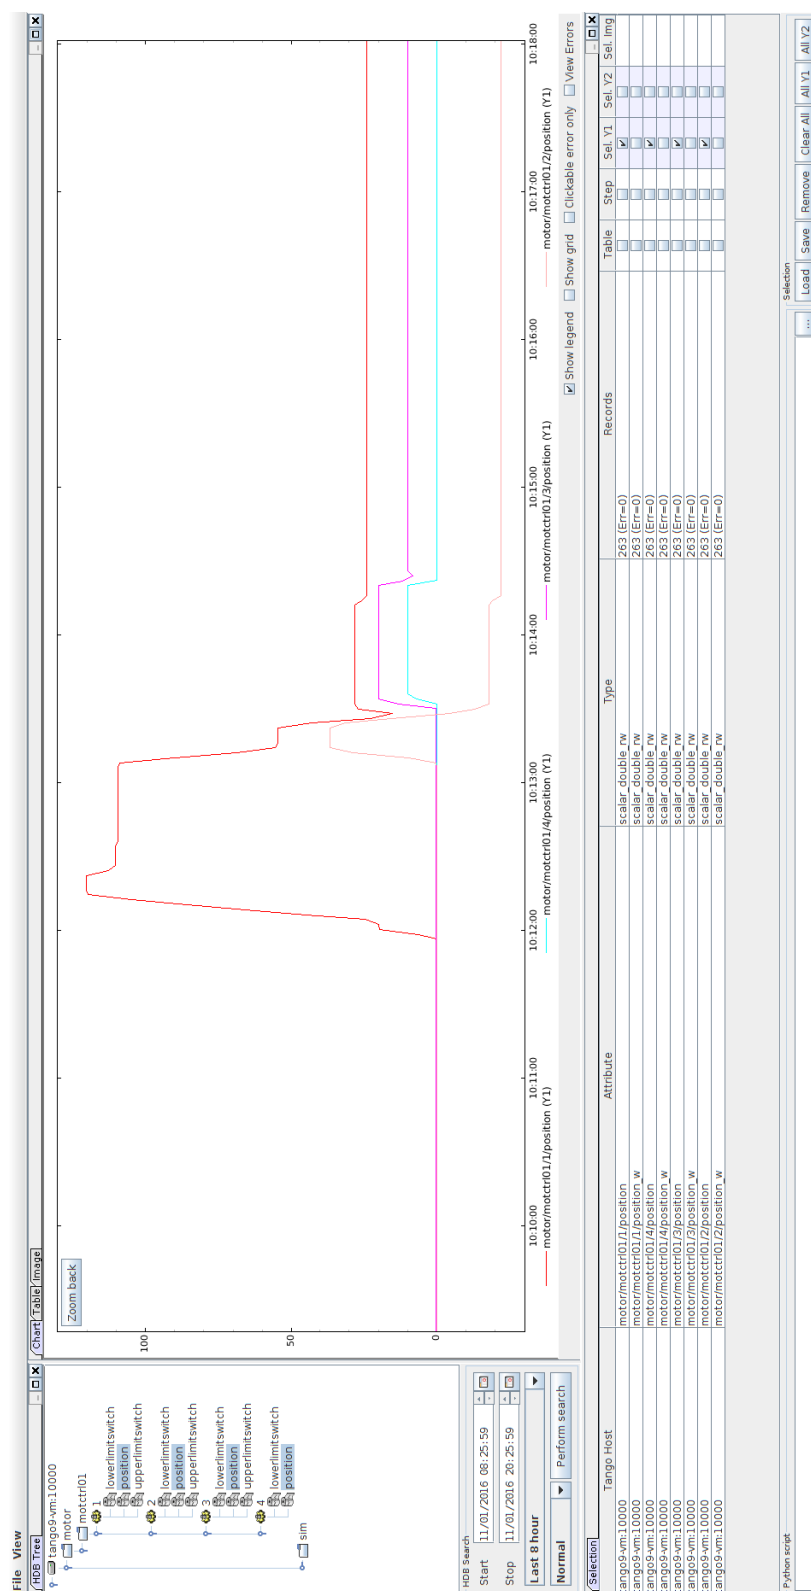 File View
HDB Tree
tango9-vm:10000
motor
motctrl01
1
lowerlimitswitch
position
upperlimitswitch
2
lowerlimitswitch
position
upperlimitswitch
3
lowerlimitswitch
position
upperlimitswitch
4
lowerlimitswitch
position
sim
HDB Search
Start 11/01/2016 08:25:59
Stop 11/01/2016 20:25:59
Last 8 hour
Normal Perform search
Chart Table Image
Zoom back
100
50
0
10:10:00 10:11:00 10:12:00 10:13:00 10:14:00 10:15:00 10:16:00 10:17:00 10:18:00
motor/motctrl01/1/position (Y1) motor/motctrl01/4/position (Y1) motor/motctrl01/3/position (Y1) motor/motctrl01/2/position (Y1)
Show legend Show grid Clickable error only View Errors
Selection
Tango Host Attribute Type Records Table Step Sel. Y1 Sel. Y2 Sel. Img
ango9-vm:10000 motor/motctrl01/1/position scalar_double_rw 263 (Err=0)
ango9-vm:10000 motor/motctrl01/1/position_w scalar_double_rw 263 (Err=0)
ango9-vm:10000 motor/motctrl01/4/position scalar_double_rw 263 (Err=0)
ango9-vm:10000 motor/motctrl01/4/position_w scalar_double_rw 263 (Err=0)
ango9-vm:10000 motor/motctrl01/3/position scalar_double_rw 263 (Err=0)
ango9-vm:10000 motor/motctrl01/3/position_w scalar_double_rw 263 (Err=0)
ango9-vm:10000 motor/motctrl01/2/position scalar_double_rw 263 (Err=0)
ango9-vm:10000 motor/motctrl01/2/position_w scalar_double_rw 263 (Err=0)
Python script
...
Selection
Load Save Remove Clear All All Y1 All Y2